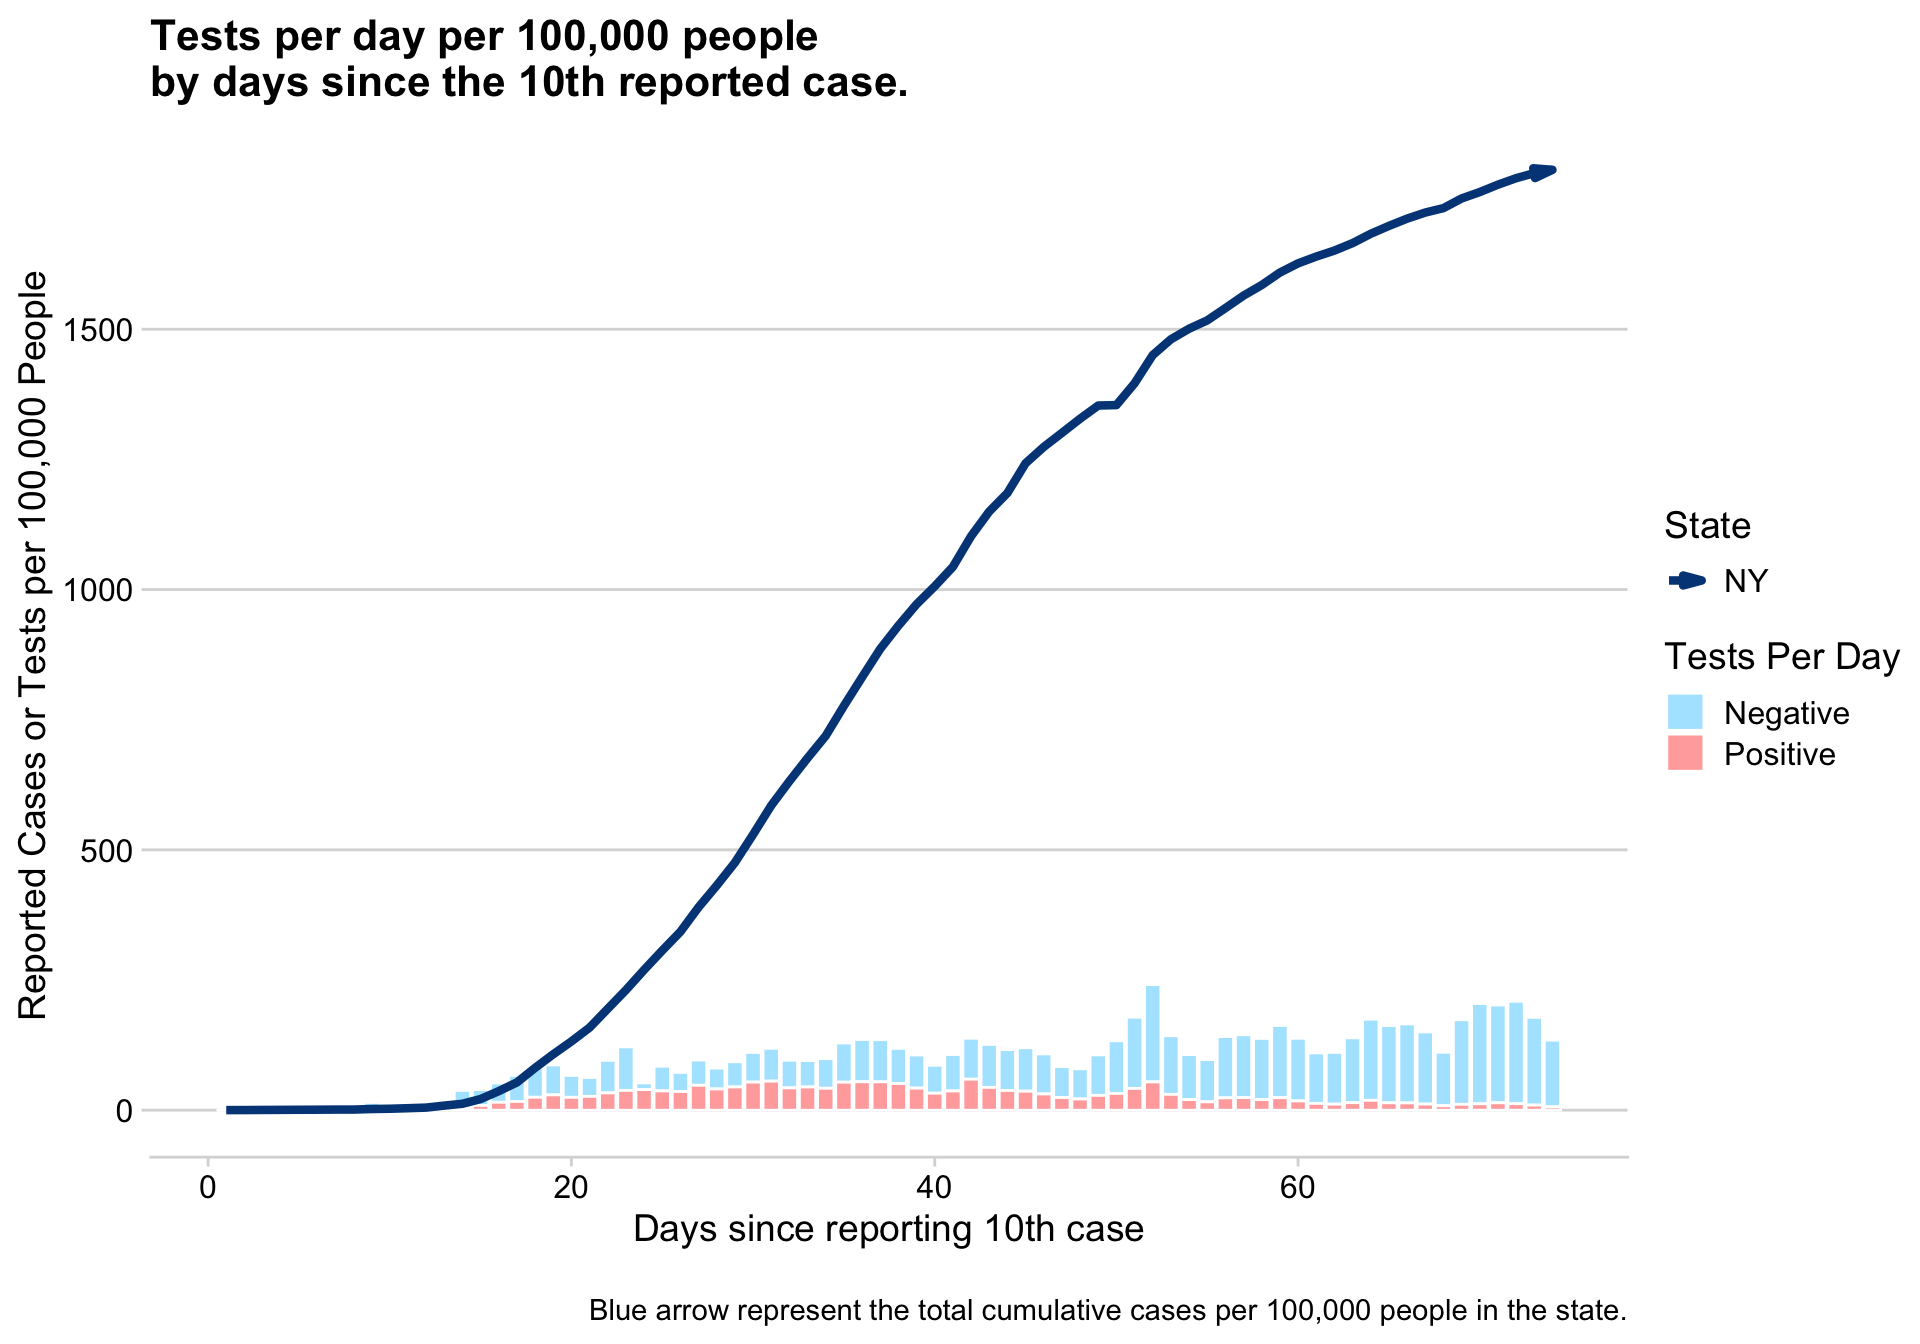 Tests per day per 100,000 people
by days since the 10th reported case.
Reported Cases or Tests per 100,000 People
1500
1000
500
0
0 20 40 60
Days since reporting 10th case
State
NY
Tests Per Day
Negative
Positive
Blue arrow represent the total cumulative cases per 100,000 people in the state.